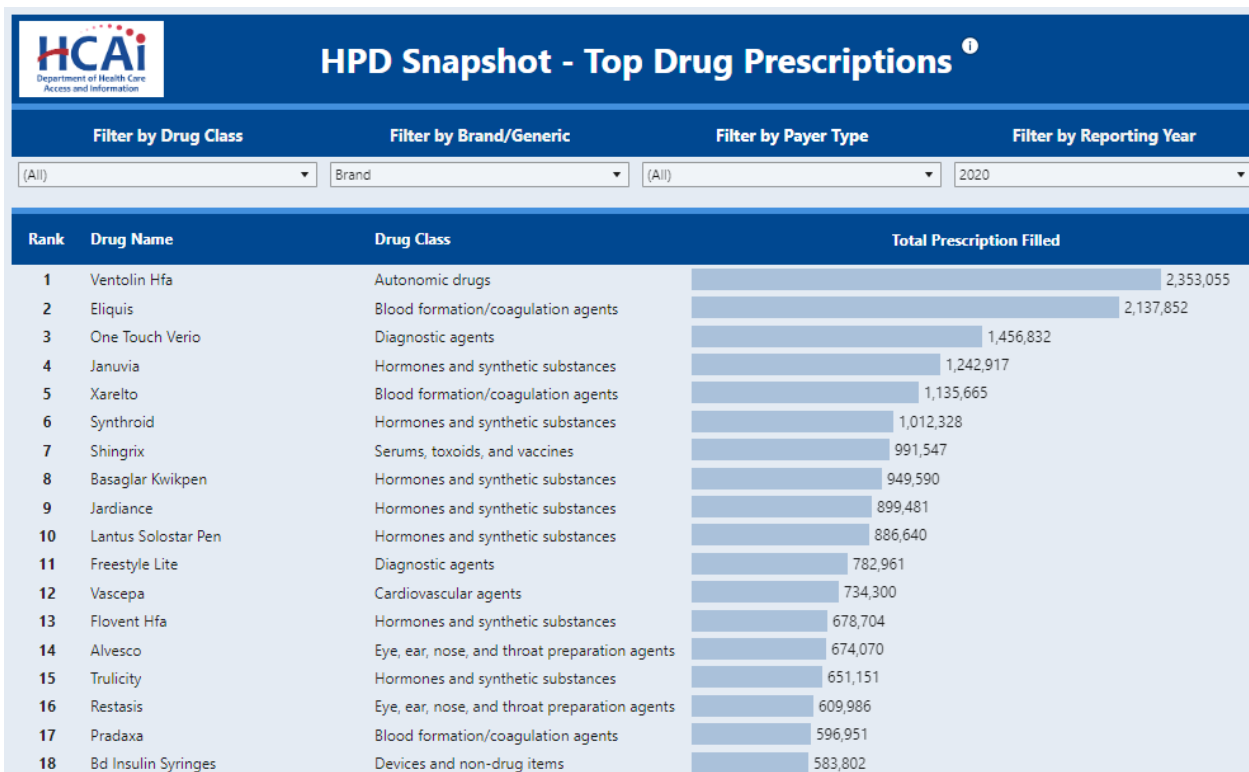 HCAi
Department of Health Care
Access and Information
HPD Snapshot - Top Drug Prescriptions i
Filter by Drug Class Filter by Brand/Generic Filter by Payer Type Filter by Reporting Year
(All) Brand (All) 2020
Rank Drug Name Drug Class Total Prescription Filled
1 Ventolin Hfa Autonomic drugs 2,353,055
2 Eliquis Blood formation/coagulation agents 2,137,852
3 One Touch Verio Diagnostic agents 1,456,832
4 Januvia Hormones and synthetic substances 1,242,917
5 Xarelto Blood formation/coagulation agents 1,135,665
6 Synthroid Hormones and synthetic substances 1,012,328
7 Shingrix Serums, toxoids, and vaccines 991,547
8 Basaglar Kwikpen Hormones and synthetic substances 949,590
9 Jardiance Hormones and synthetic substances 899,481
10 Lantus Solostar Pen Hormones and synthetic substances 886,640
11 Freestyle Lite Diagnostic agents 782,961
12 Vascepa Cardiovascular agents 734,300
13 Flovent Hfa Hormones and synthetic substances 678,704
14 Alvesco Eye, ear, nose, and throat preparation agents 674,070
15 Trulicity Hormones and synthetic substances 651,151
16 Restasis Eye, ear, nose, and throat preparation agents 609,986
17 Pradaxa Blood formation/coagulation agents 596,951
18 Bd Insulin Syringes Devices and non-drug items 583,802